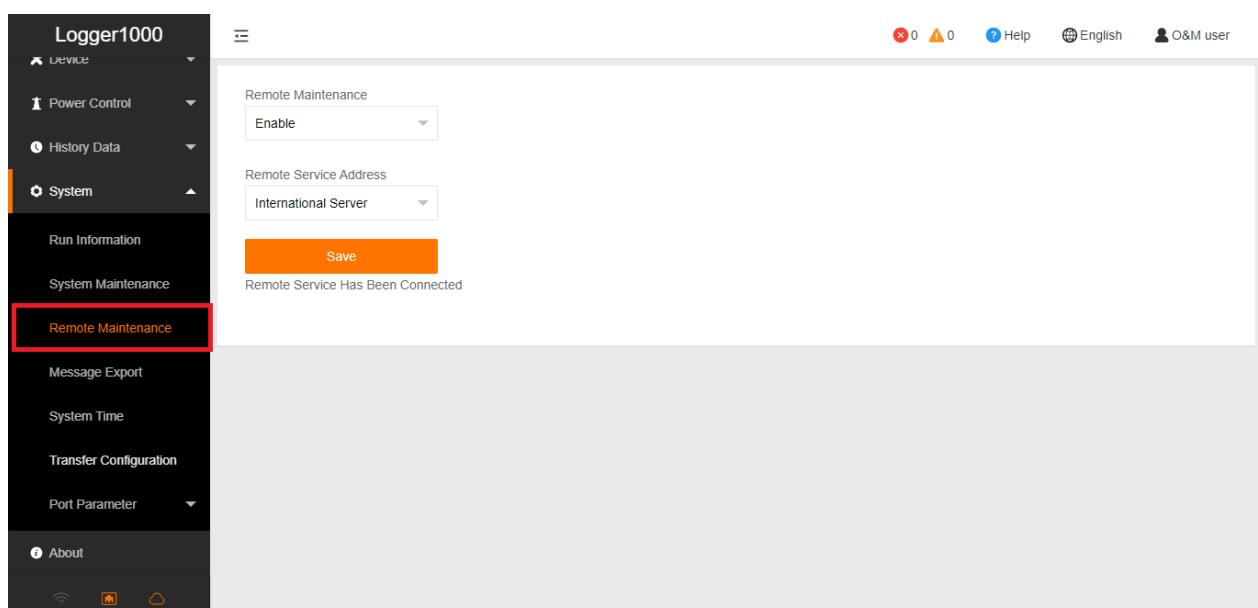 Logger1000
0
0
Help
English
O&M user
Device
Power Control
History Data
System
Run Information
System Maintenance
Remote Maintenance
Message Export
System Time
Transfer Configuration
Port Parameter
About
Remote Maintenance
Enable
Remote Service Address
International Server
Save
Remote Service Has Been Connected